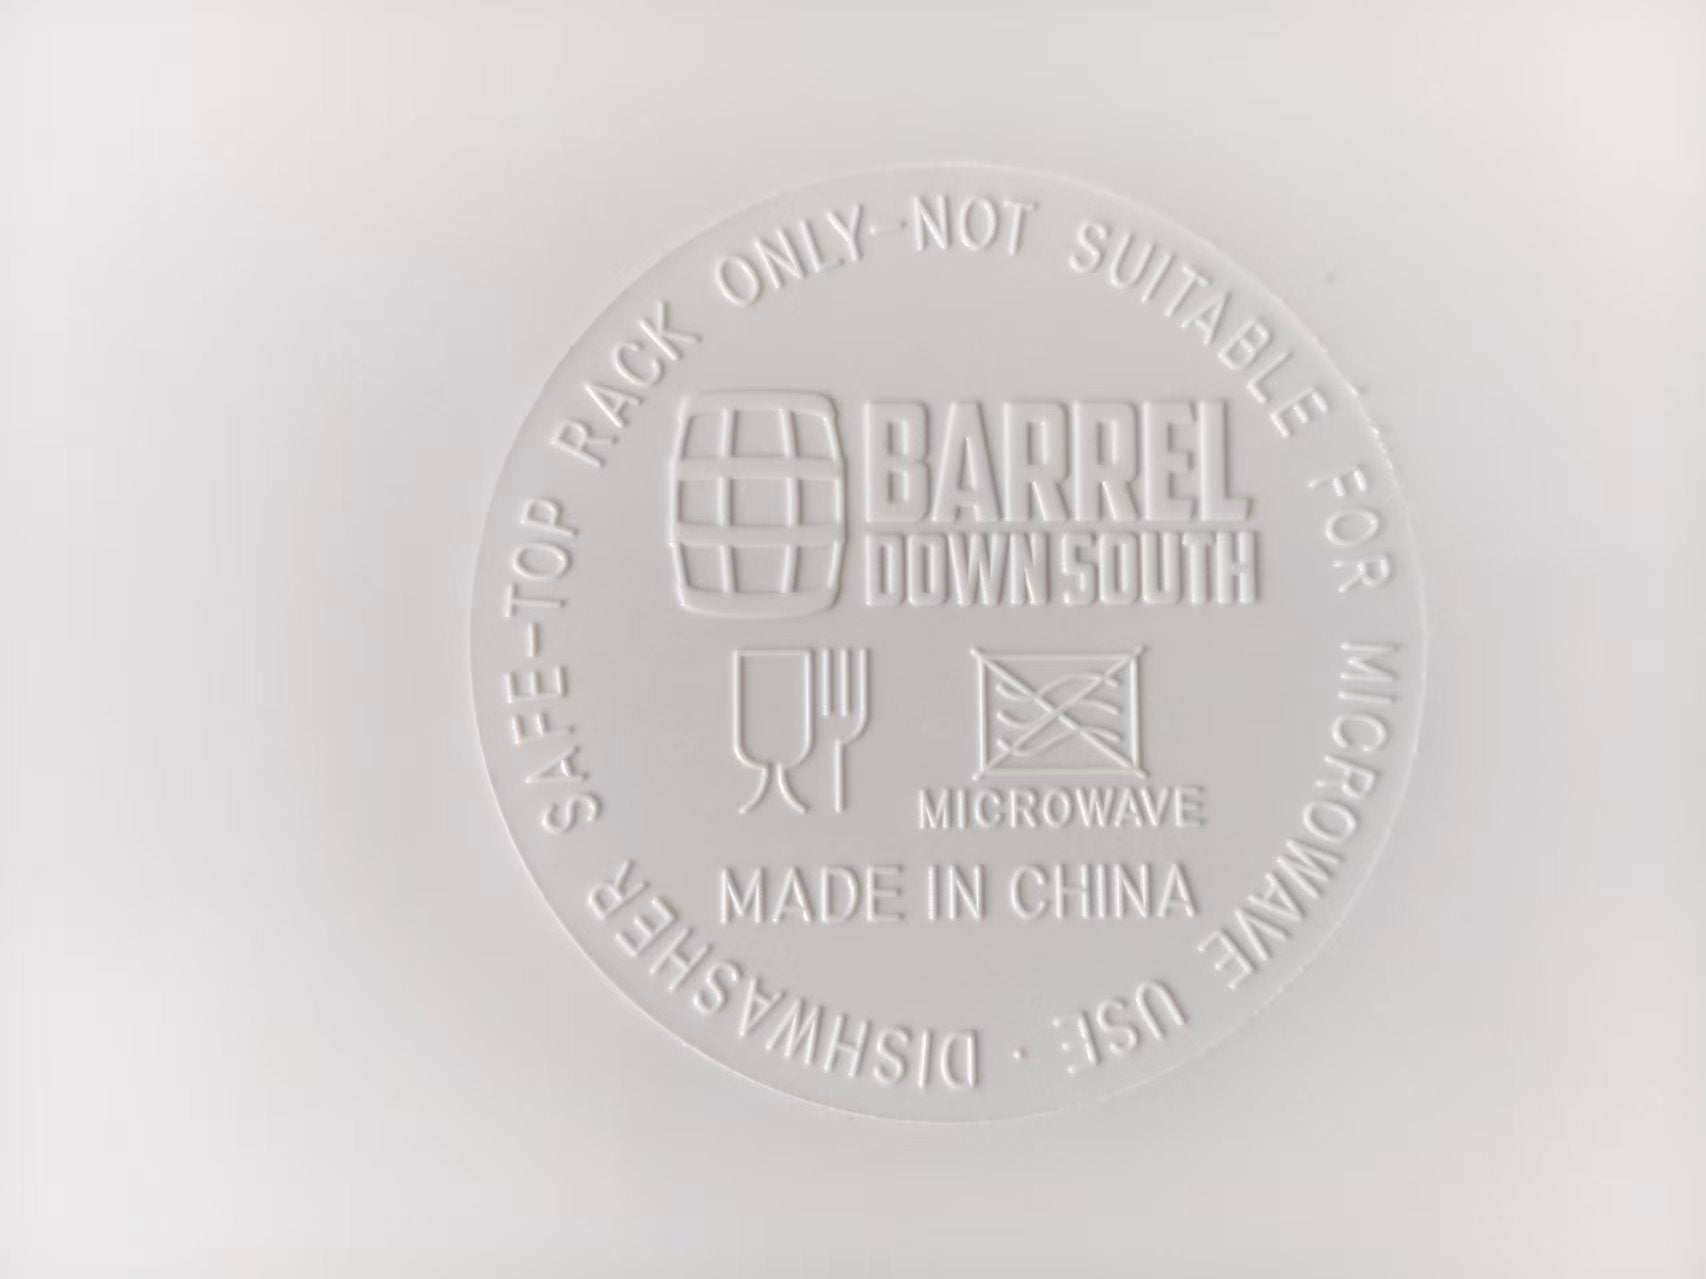 DISHWASHER SAFE-TOP RACK ONLY-NOT SUITABLE FOR MICROWAVE USE ·
BARREL
DOWN SOUTH
MICROWAVE
MADE IN CHINA